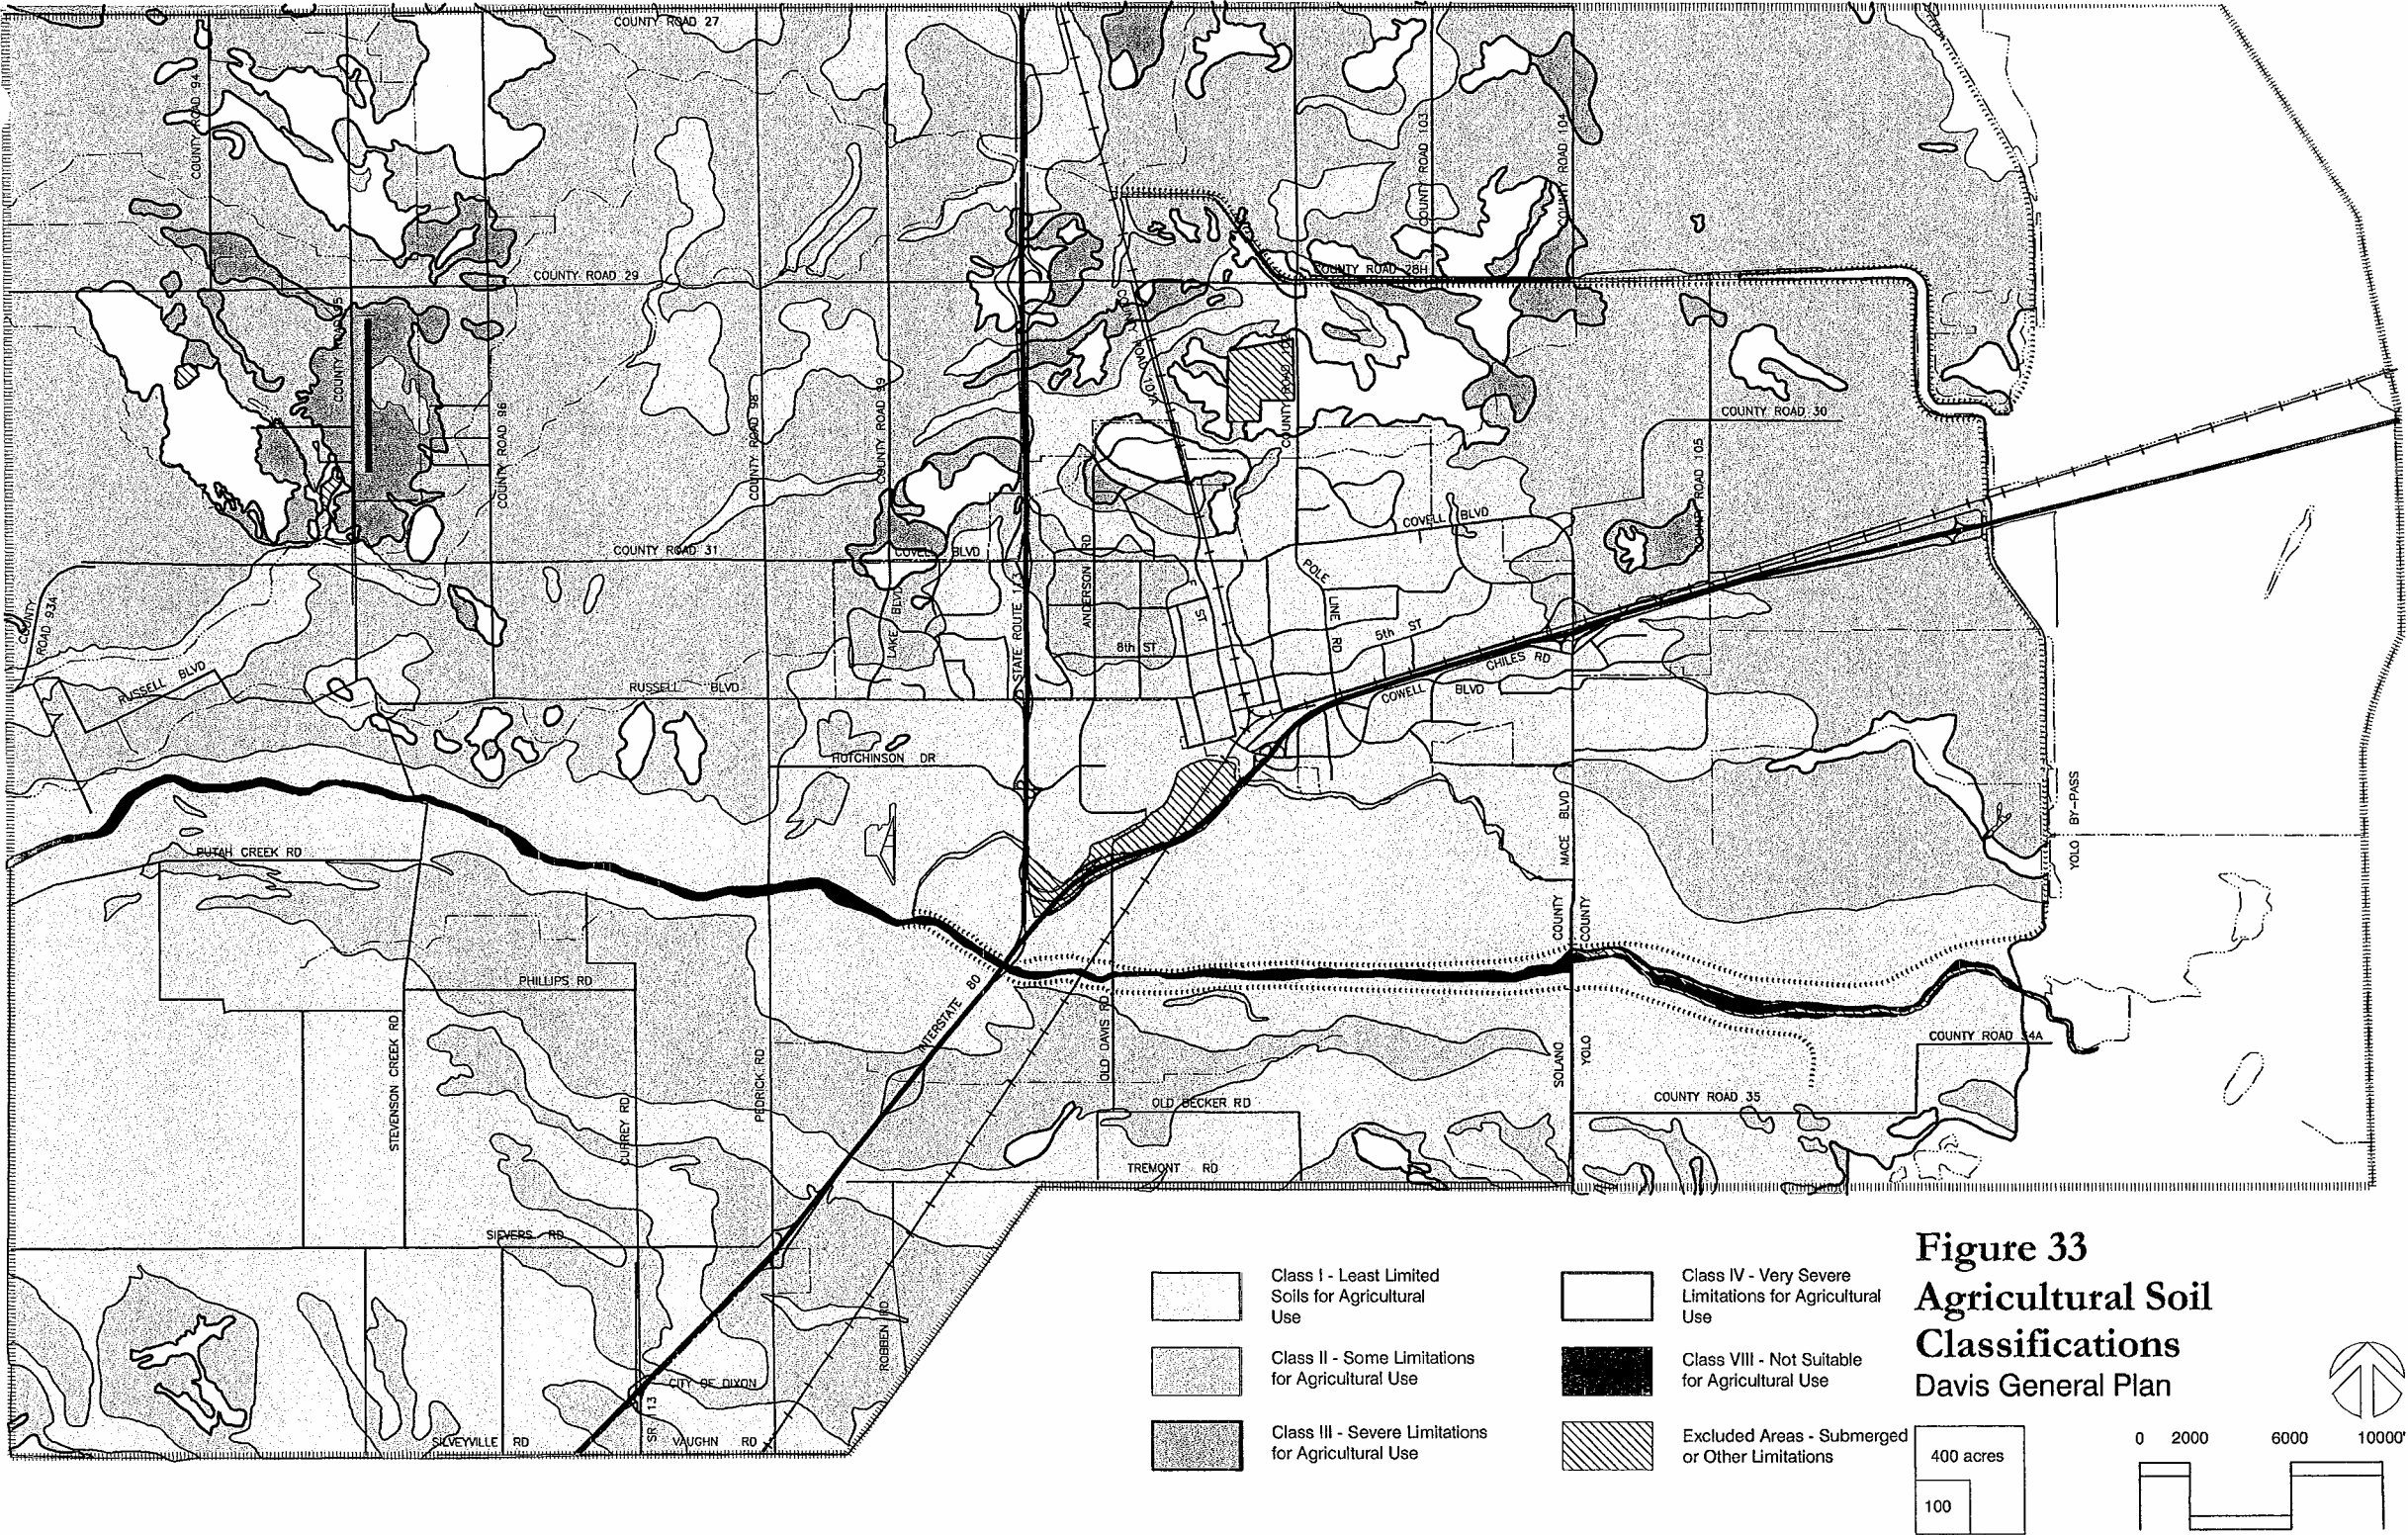 COUNTY ROAD 27
COUNTY ROAD 94
COUNTY ROAD 103
COUNTY ROAD 104
COUNTY ROAD 29
COUNTY ROAD 28H
COUNTY ROAD 95
COUNTY ROAD 96
COUNTY ROAD 98
COUNTY ROAD 99
COUNTY ROAD 101A
COUNTY ROAD
COUNTY ROAD 30
COUNTY ROAD 105
COUNTY ROAD 31
COVELL BLVD
COVELL BLVD
COUNTY
ROAD 93A
LAKE BLVD
STATE ROUTE 113
ANDERSON RD
F ST
POLE LINE RD
8th ST
5th ST
CHILES RD
COWELL BLVD
RUSSELL BLVD
RUSSELL BLVD
HUTCHINSON DR
MACE BLVD
YOLO BY-PASS
PUTAH CREEK RD
COUNTY
COUNTY
SOLANO
YOLO
PHILLIPS RD
INTERSTATE 80
OLD DAVIS RD
STEVENSON CREEK RD
CURREY RD
PEDRICK RD
COUNTY ROAD 34A
COUNTY ROAD 35
OLD BECKER RD
TREMONT RD
SIEVERS RD
ROBBEN RD
CITY OF DIXON
SR 113
SILVEYVILLE RD
VAUGHN RD
Class I - Least Limited
Soils for Agricultural
Use
Class II - Some Limitations
for Agricultural Use
Class III - Severe Limitations
for Agricultural Use
Class IV - Very Severe
Limitations for Agricultural
Use
Class VIII - Not Suitable
for Agricultural Use
Excluded Areas - Submerged
or Other Limitations
Figure 33
Agricultural Soil
Classifications
Davis General Plan
400 acres
100
0 2000 6000 10000'